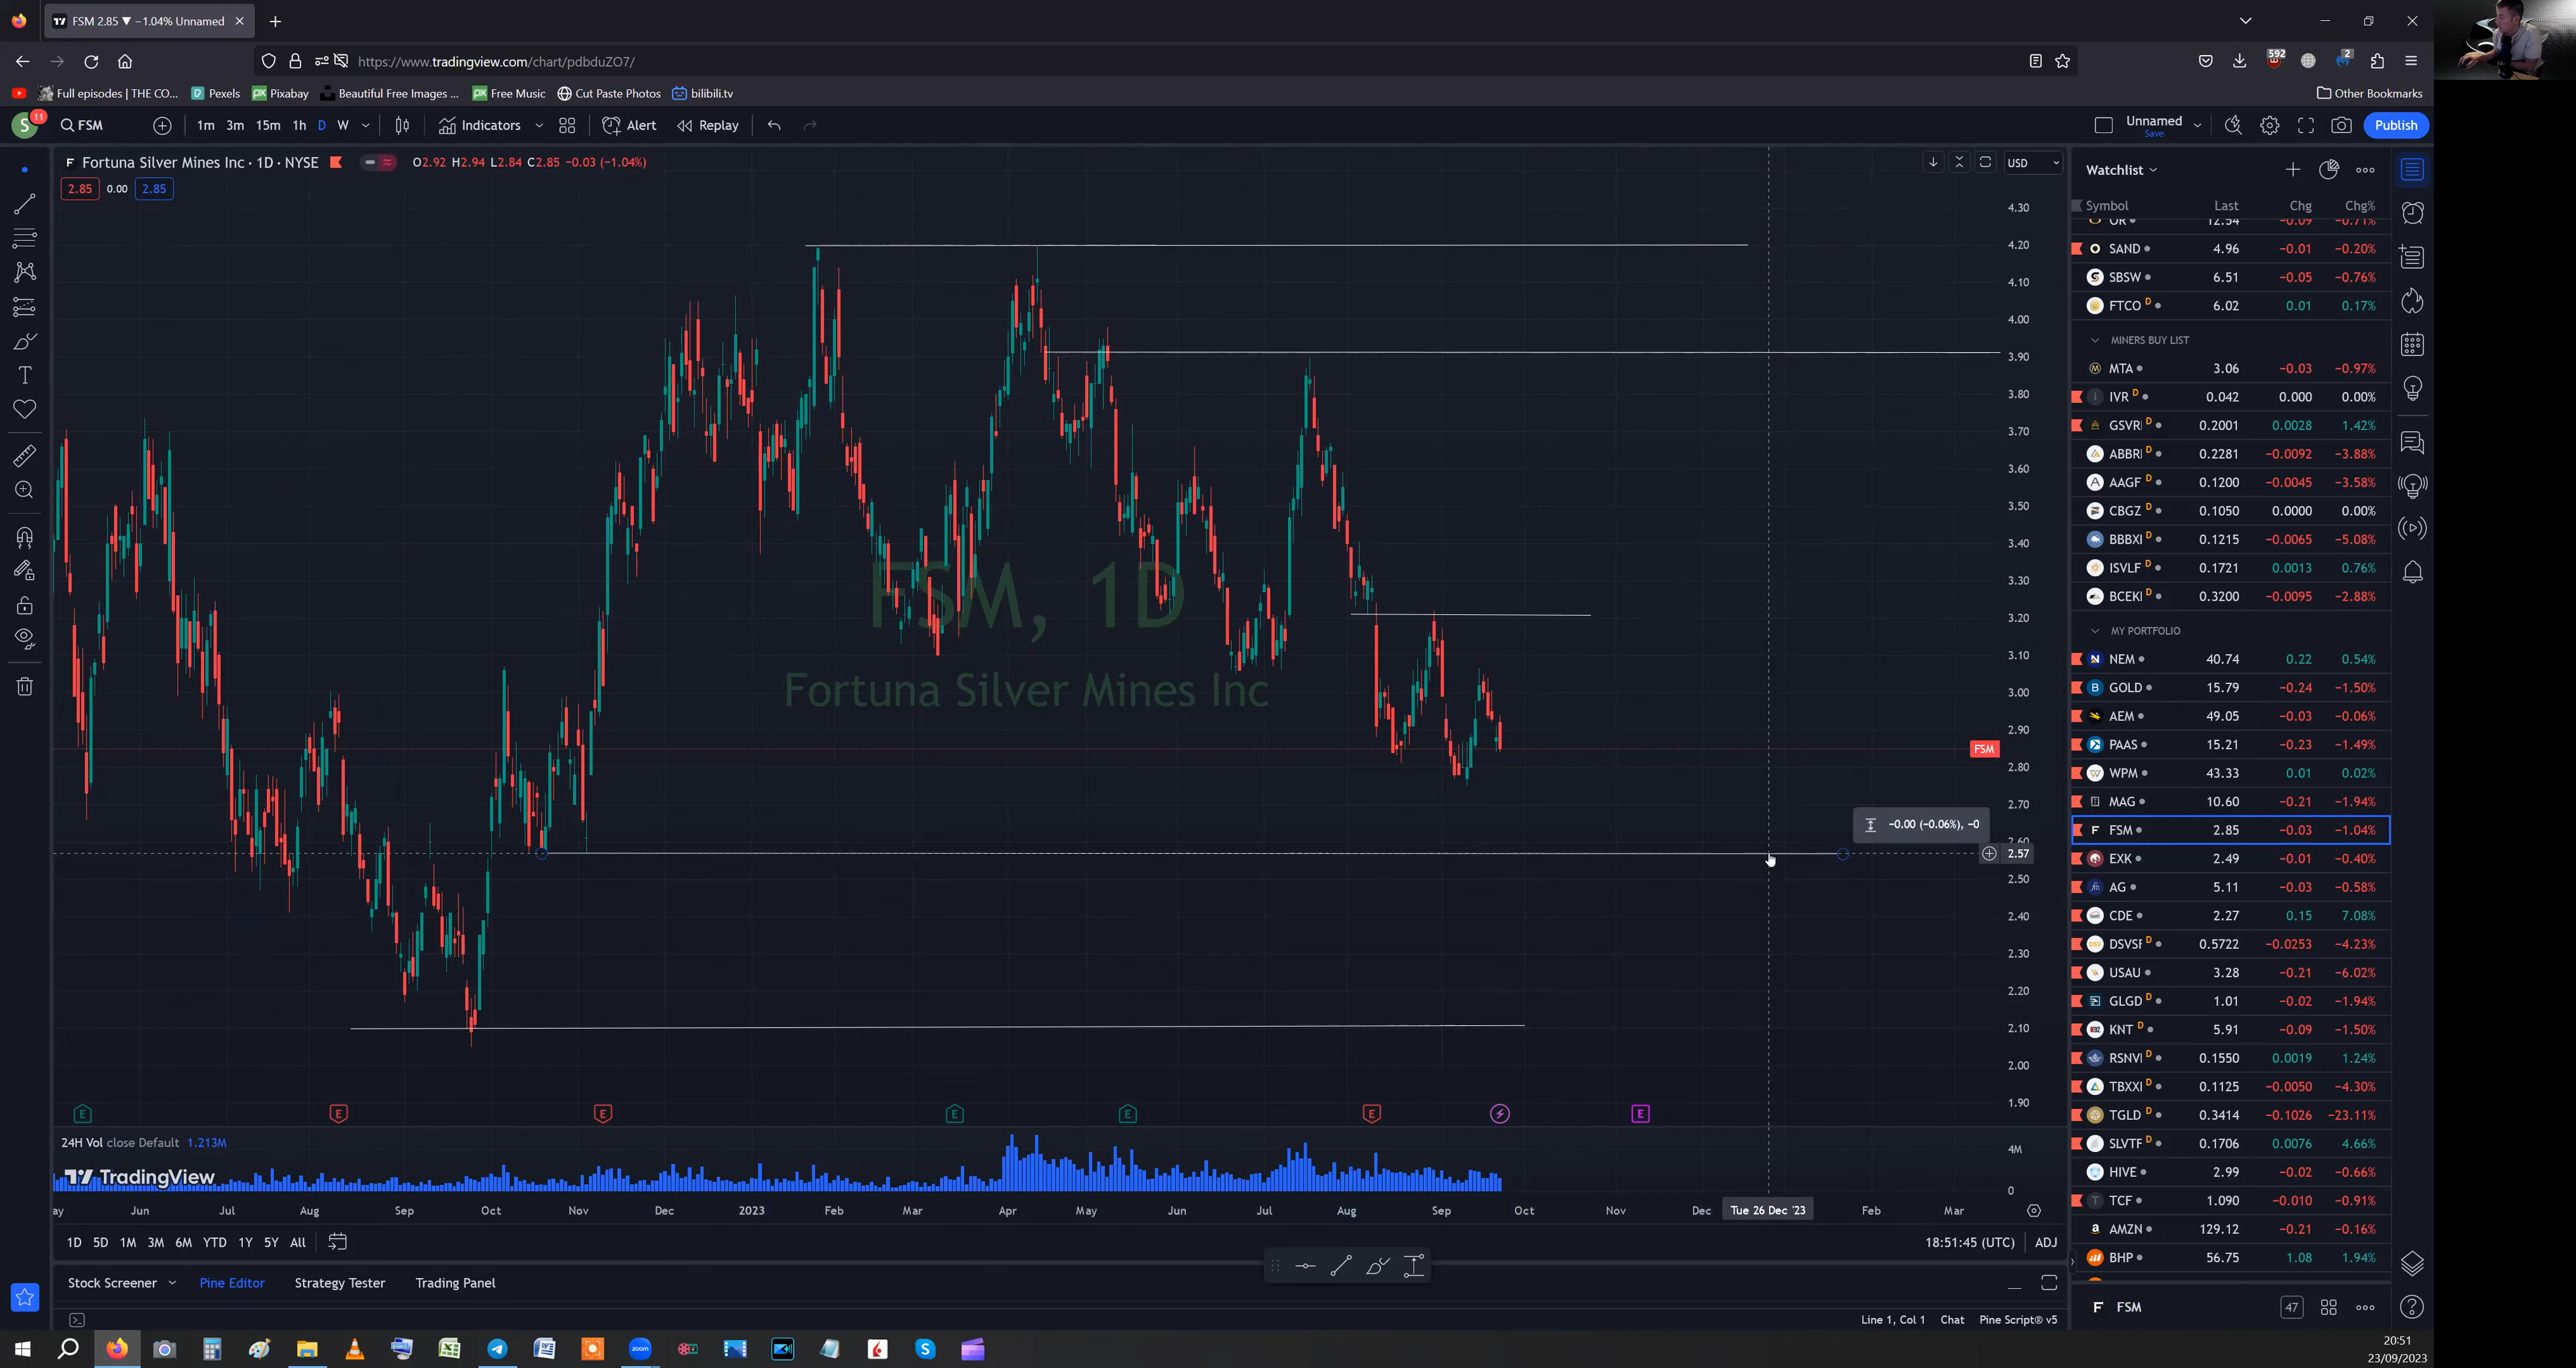 FSM 2.85 ▼ −1.04% Unnamed
https://www.tradingview.com/chart/pdbduZO7/
592
2
Full episodes | THE CO...
Pexels
Pixabay
Beautiful Free Images ...
Free Music
Cut Paste Photos
bilibili.tv
Other Bookmarks
S
11
FSM
1m 3m 15m 1h D W
Indicators
Alert
Replay
Unnamed
Save
Publish
Fortuna Silver Mines Inc · 1D · NYSE
O2.92 H2.94 L2.84 C2.85 −0.03 (−1.04%)
2.85 0.00 2.85
USD
4.30
4.20
4.10
4.00
3.90
3.80
3.70
3.60
3.50
3.40
3.30
3.20
3.10
3.00
2.90
FSM
2.80
2.70
2.60
2.57
2.50
2.40
2.30
2.20
2.10
2.00
1.90
FSM, 1D
Fortuna Silver Mines Inc
−0.00 (−0.06%), −0
E E E E E E E
24H Vol close Default 1.213M
TradingView
4M
0
ay Jun Jul Aug Sep Oct Nov Dec 2023 Feb Mar Apr May Jun Jul Aug Sep Oct Nov Dec Tue 26 Dec '23 Feb Mar
1D 5D 1M 3M 6M YTD 1Y 5Y All
18:51:45 (UTC) ADJ
Stock Screener Pine Editor Strategy Tester Trading Panel
Line 1, Col 1 Chat Pine Script® v5
Watchlist
Symbol Last Chg Chg%
OR 12.54 −0.09 −0.71%
SAND 4.96 −0.01 −0.20%
SBSW 6.51 −0.05 −0.76%
FTCO D 6.02 0.01 0.17%
MINERS BUY LIST
MTA 3.06 −0.03 −0.97%
IVR D 0.042 0.000 0.00%
GSVRI D 0.2001 0.0028 1.42%
ABBRI D 0.2281 −0.0092 −3.88%
AAGF D 0.1200 −0.0045 −3.58%
CBGZ D 0.1050 0.0000 0.00%
BBBXI D 0.1215 −0.0065 −5.08%
ISVLF D 0.1721 0.0013 0.76%
BCEKI D 0.3200 −0.0095 −2.88%
MY PORTFOLIO
NEM 40.74 0.22 0.54%
GOLD 15.79 −0.24 −1.50%
AEM 49.05 −0.03 −0.06%
PAAS 15.21 −0.23 −1.49%
WPM 43.33 0.01 0.02%
MAG 10.60 −0.21 −1.94%
FSM 2.85 −0.03 −1.04%
EXK 2.49 −0.01 −0.40%
AG 5.11 −0.03 −0.58%
CDE 2.27 0.15 7.08%
DSVSF D 0.5722 −0.0253 −4.23%
USAU 3.28 −0.21 −6.02%
GLGD D 1.01 −0.02 −1.94%
KNT D 5.91 −0.09 −1.50%
RSNVI D 0.1550 0.0019 1.24%
TBXXI D 0.1125 −0.0050 −4.30%
TGLD D 0.3414 −0.1026 −23.11%
SLVTF D 0.1706 0.0076 4.66%
HIVE 2.99 −0.02 −0.66%
TCF 1.090 −0.010 −0.91%
AMZN 129.12 −0.21 −0.16%
BHP 56.75 1.08 1.94%
FSM
47
zoom
20:51
23/09/2023